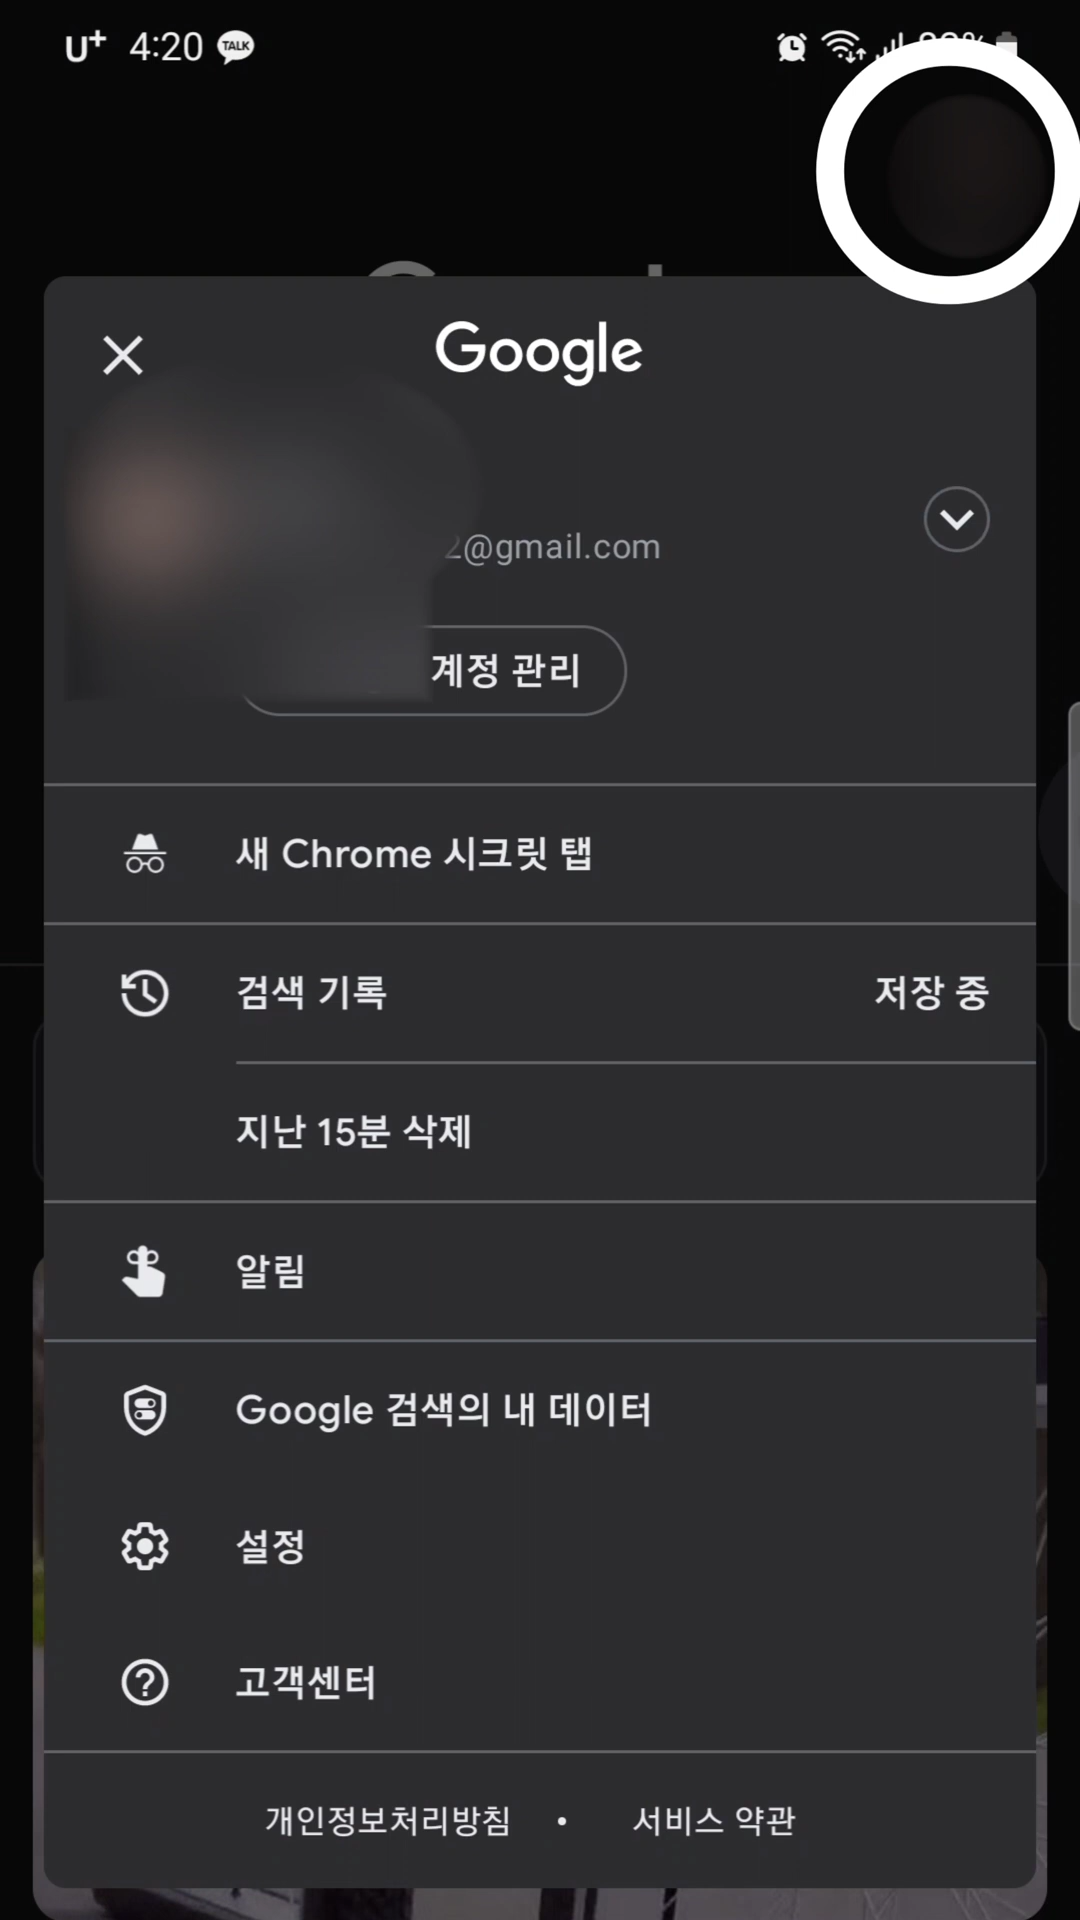 U+ 4:20 TALK
Google
2@gmail.com
계정 관리
새 Chrome 시크릿 탭
검색 기록 저장 중
지난 15분 삭제
알림
Google 검색의 내 데이터
설정
고객센터
개인정보처리방침 • 서비스 약관